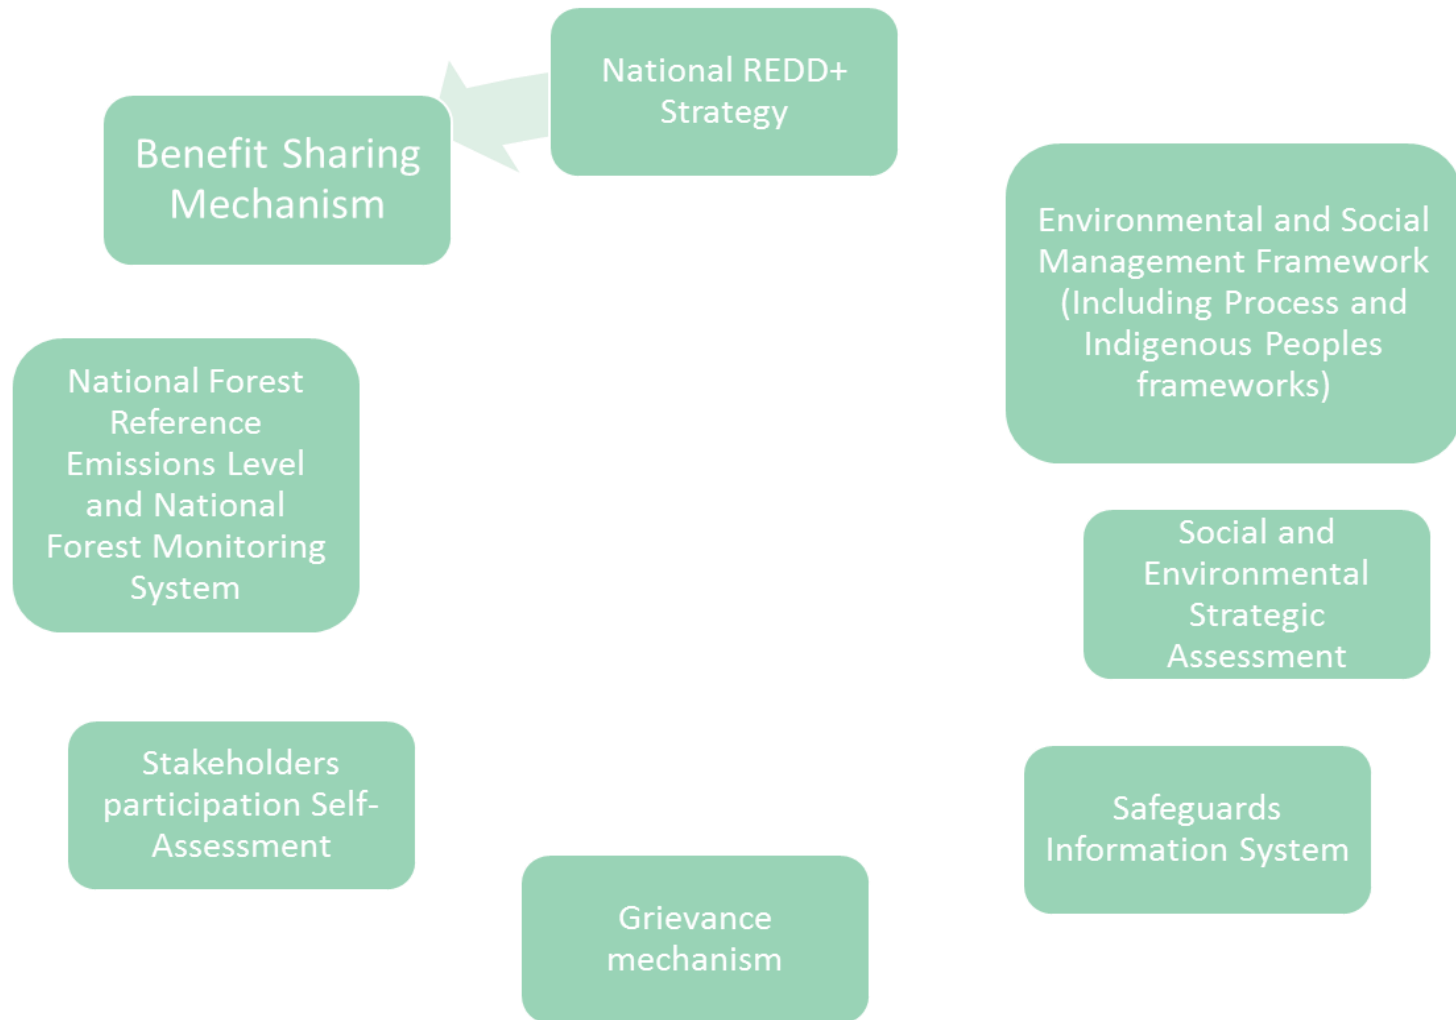 National REDD+
Strategy
Benefit Sharing
Mechanism
Environmental and Social
Management Framework
(Including Process and
Indigenous Peoples
frameworks)
National Forest
Reference
Emissions Level
and National
Forest Monitoring
System
Social and
Environmental
Strategic
Assessment
Stakeholders
participation Self-
Assessment
Safeguards
Information System
Grievance
mechanism